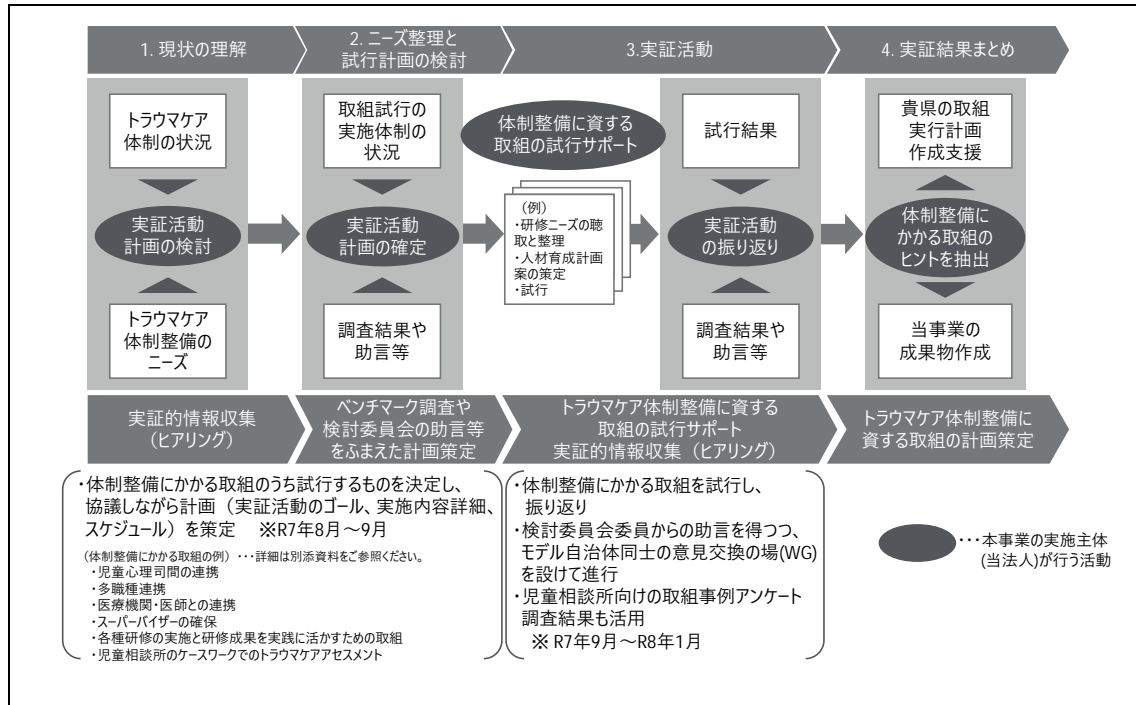 1. 現状の理解
2. ニーズ整理と
試行計画の検討
3.実証活動
4. 実証結果まとめ
トラウマケア
体制の状況
実証活動
計画の検討
トラウマケア
体制整備の
ニーズ
取組試行の
実施体制の
状況
実証活動
計画の確定
調査結果や
助言等
体制整備に資する
取組の試行サポート
（例）
・研修ニーズの聴
取と整理
・人材育成計画
案の策定
・試行
試行結果
実証活動
の振り返り
調査結果や
助言等
貴県の取組
実行計画
作成支援
体制整備に
かかる取組の
ヒントを抽出
当事業の
成果物作成
実証的情報収集
（ヒアリング）
ベンチマーク調査や
検討委員会の助言等
をふまえた計画策定
トラウマケア体制整備に資する
取組の試行サポート
実証的情報収集（ヒアリング）
トラウマケア体制整備に
資する取組の計画策定
・体制整備にかかる取組のうち試行するものを決定し、
協議しながら計画（実証活動のゴール、実施内容詳細、
スケジュール）を策定　※R7年8月～9月
（体制整備にかかる取組の例）・・・詳細は別添資料をご参照ください。
・児童心理司間の連携
・多職種連携
・医療機関・医師との連携
・スーパーバイザーの確保
・各種研修の実施と研修成果を実践に活かすための取組
・児童相談所のケースワークでのトラウマケアアセスメント
・体制整備にかかる取組を試行し、
振り返り
・検討委員会委員からの助言を得つつ、
モデル自治体同士の意見交換の場(WG)
を設けて進行
・児童相談所向けの取組事例アンケート
調査結果も活用
※ R7年9月～R8年1月
・・・本事業の実施主体
(当法人)が行う活動